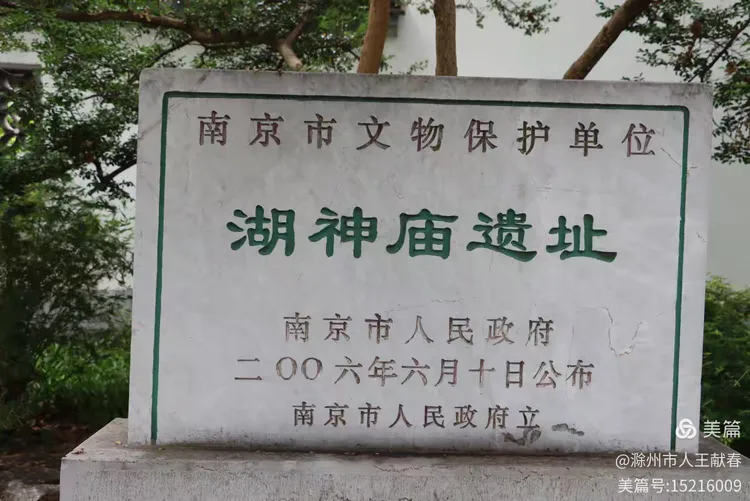 南京市文物保护单位
湖神庙遗址
南京市人民政府
二〇〇六年六月十日公布
南京市人民政府立
美篇
@滁州市人王献春
美篇号:15216009